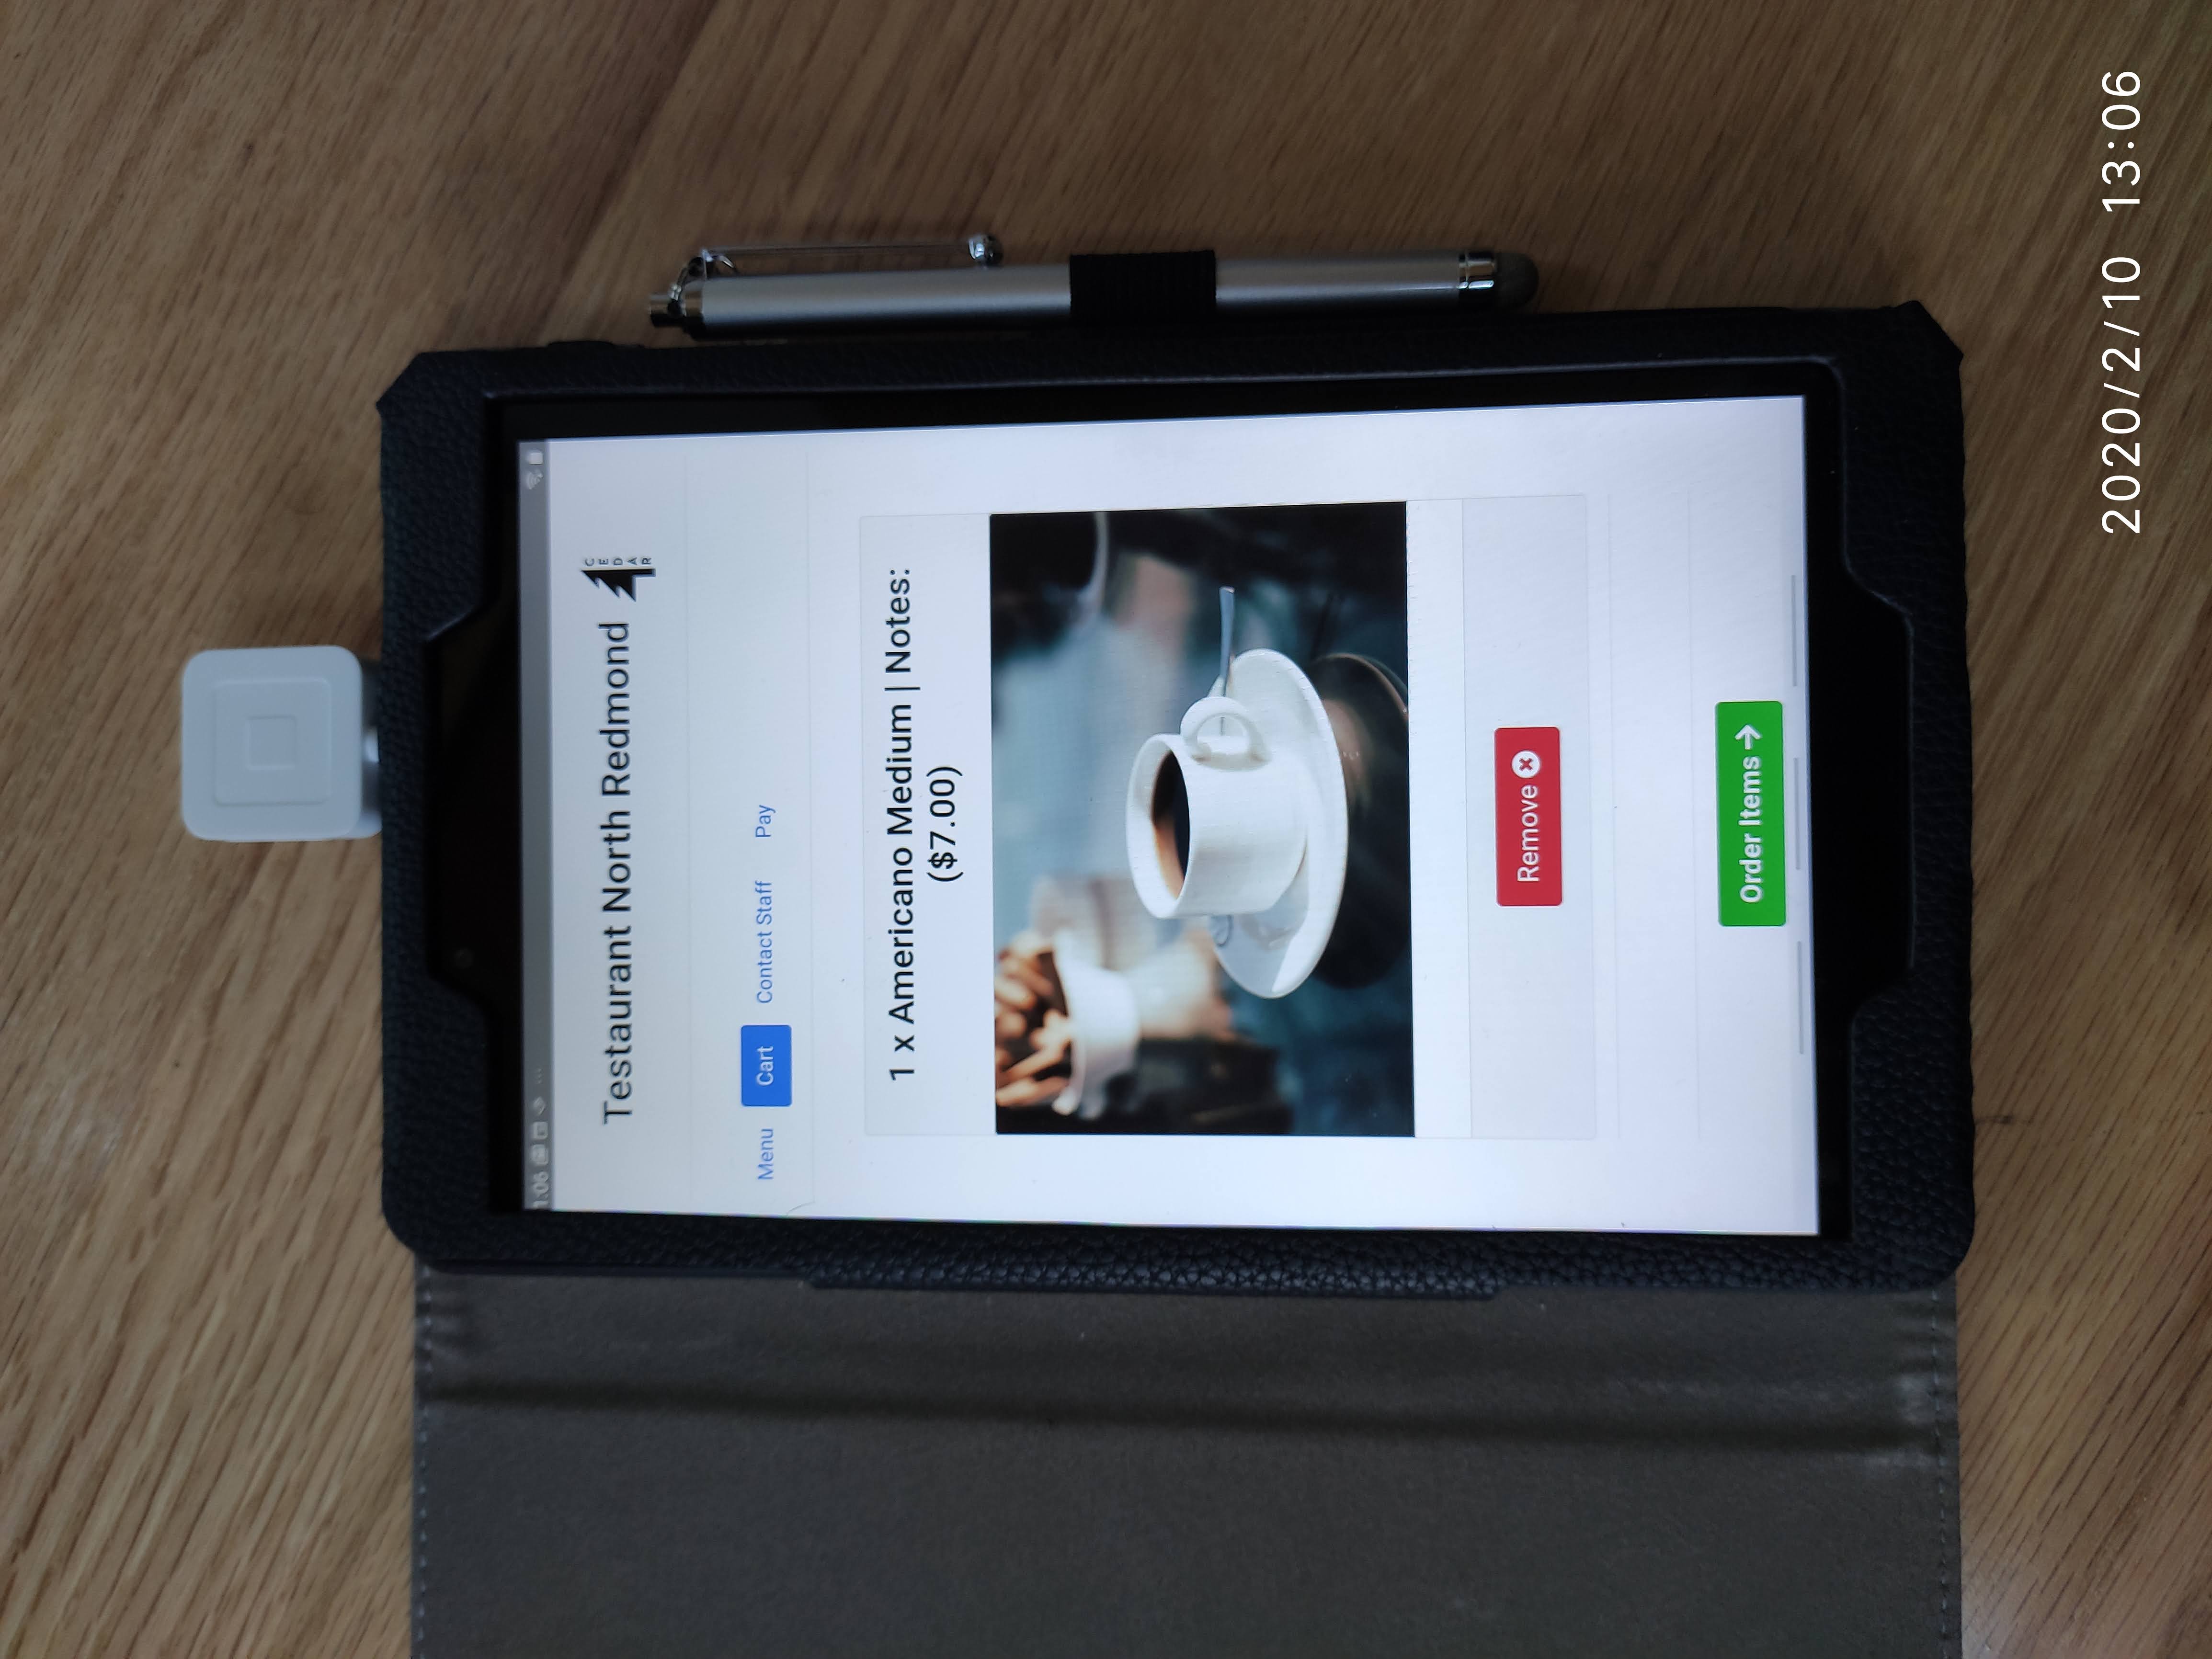 1:06
Testaurant North Redmond
CEDAR
Menu Cart Contact Staff Pay
1 x Americano Medium | Notes:
($7.00)
Remove
Order Items
2020/2/10 13:06